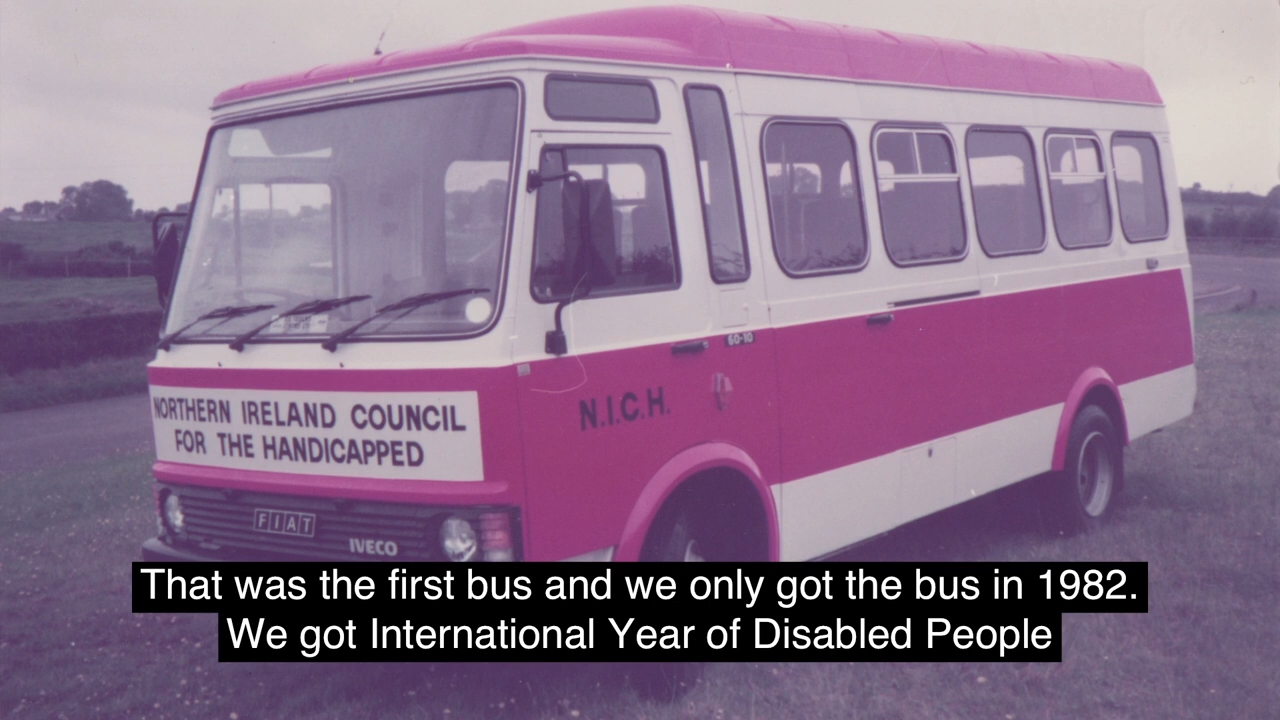 60-10
N.I.C.H.
NORTHERN IRELAND COUNCIL
FOR THE HANDICAPPED
FIAT
IVECO
That was the first bus and we only got the bus in 1982.
We got International Year of Disabled People